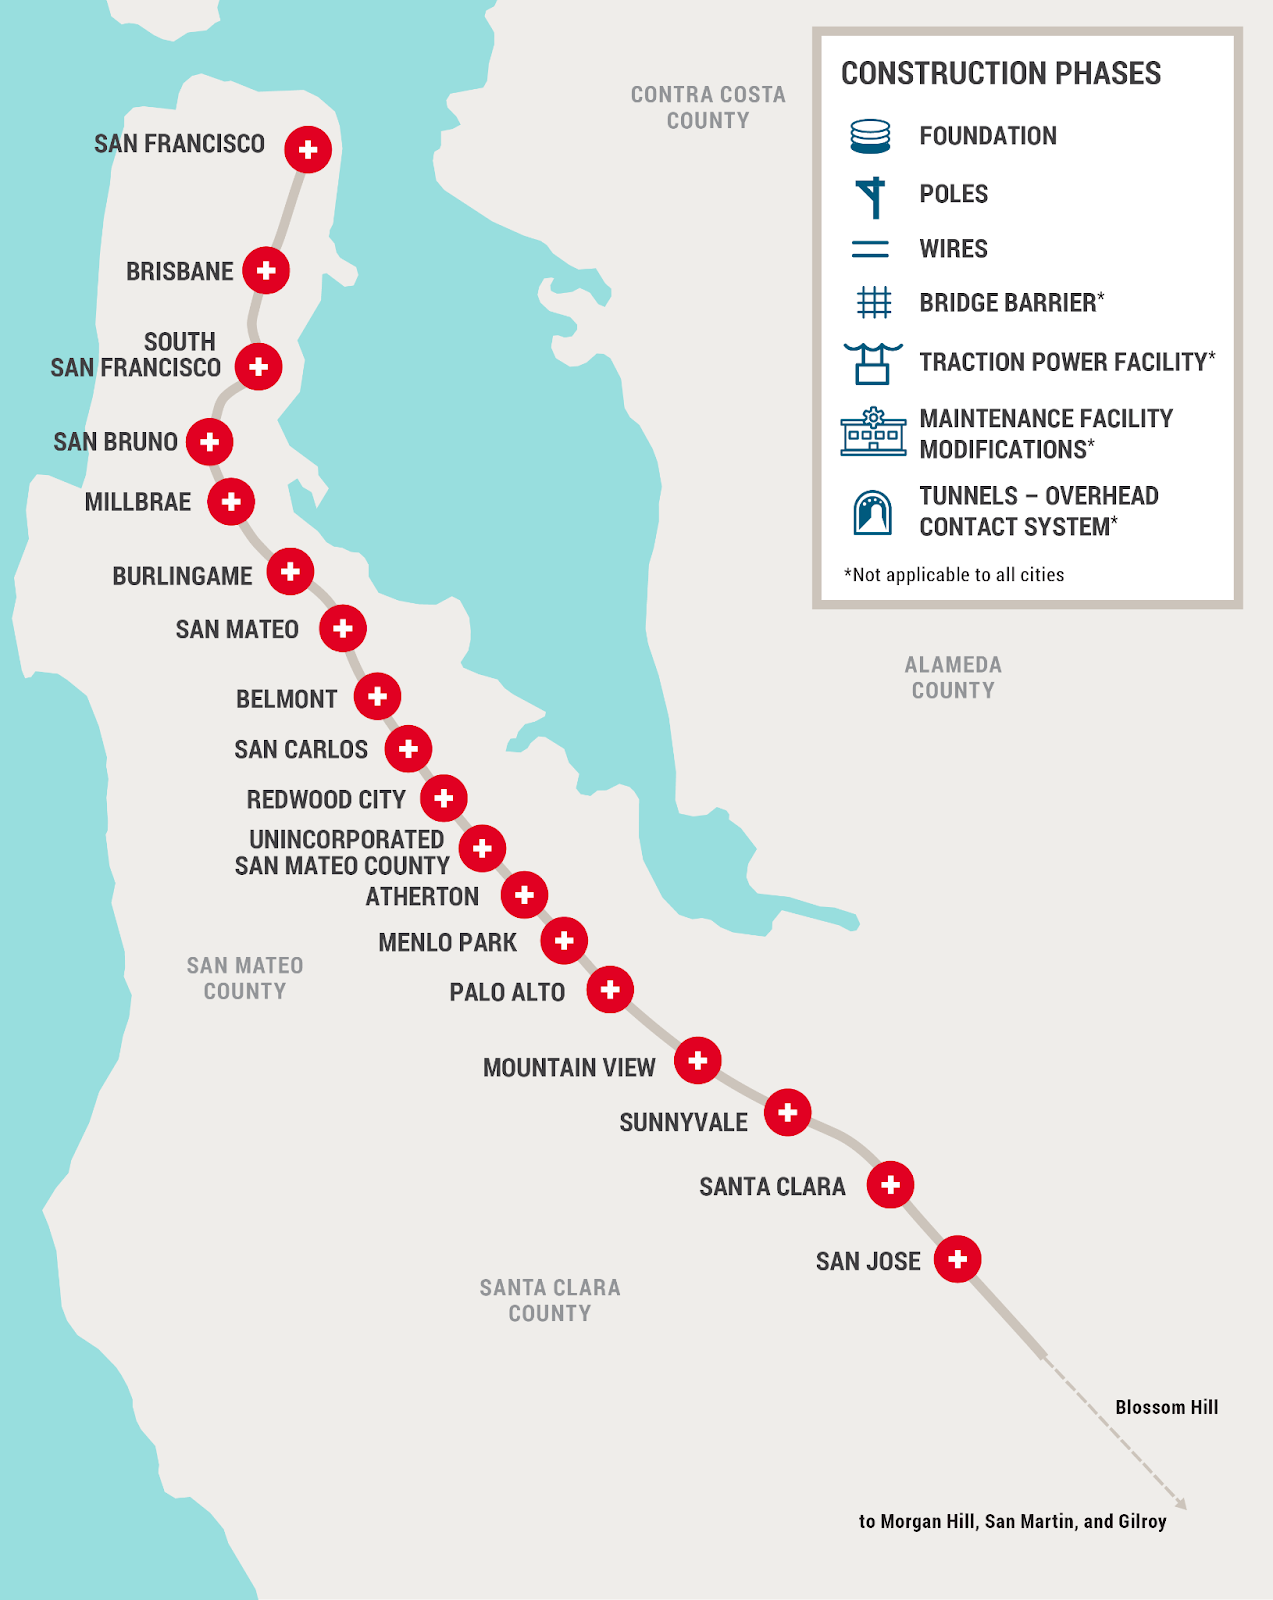 CONTRA COSTA
COUNTY
CONSTRUCTION PHASES
FOUNDATION
POLES
WIRES
BRIDGE BARRIER*
TRACTION POWER FACILITY*
MAINTENANCE FACILITY
MODIFICATIONS*
TUNNELS – OVERHEAD
CONTACT SYSTEM*
*Not applicable to all cities
SAN FRANCISCO
BRISBANE
SOUTH
SAN FRANCISCO
SAN BRUNO
MILLBRAE
BURLINGAME
SAN MATEO
ALAMEDA
COUNTY
BELMONT
SAN CARLOS
REDWOOD CITY
UNINCORPORATED
SAN MATEO COUNTY
ATHERTON
MENLO PARK
SAN MATEO
COUNTY
PALO ALTO
MOUNTAIN VIEW
SUNNYVALE
SANTA CLARA
SAN JOSE
SANTA CLARA
COUNTY
Blossom Hill
to Morgan Hill, San Martin, and Gilroy